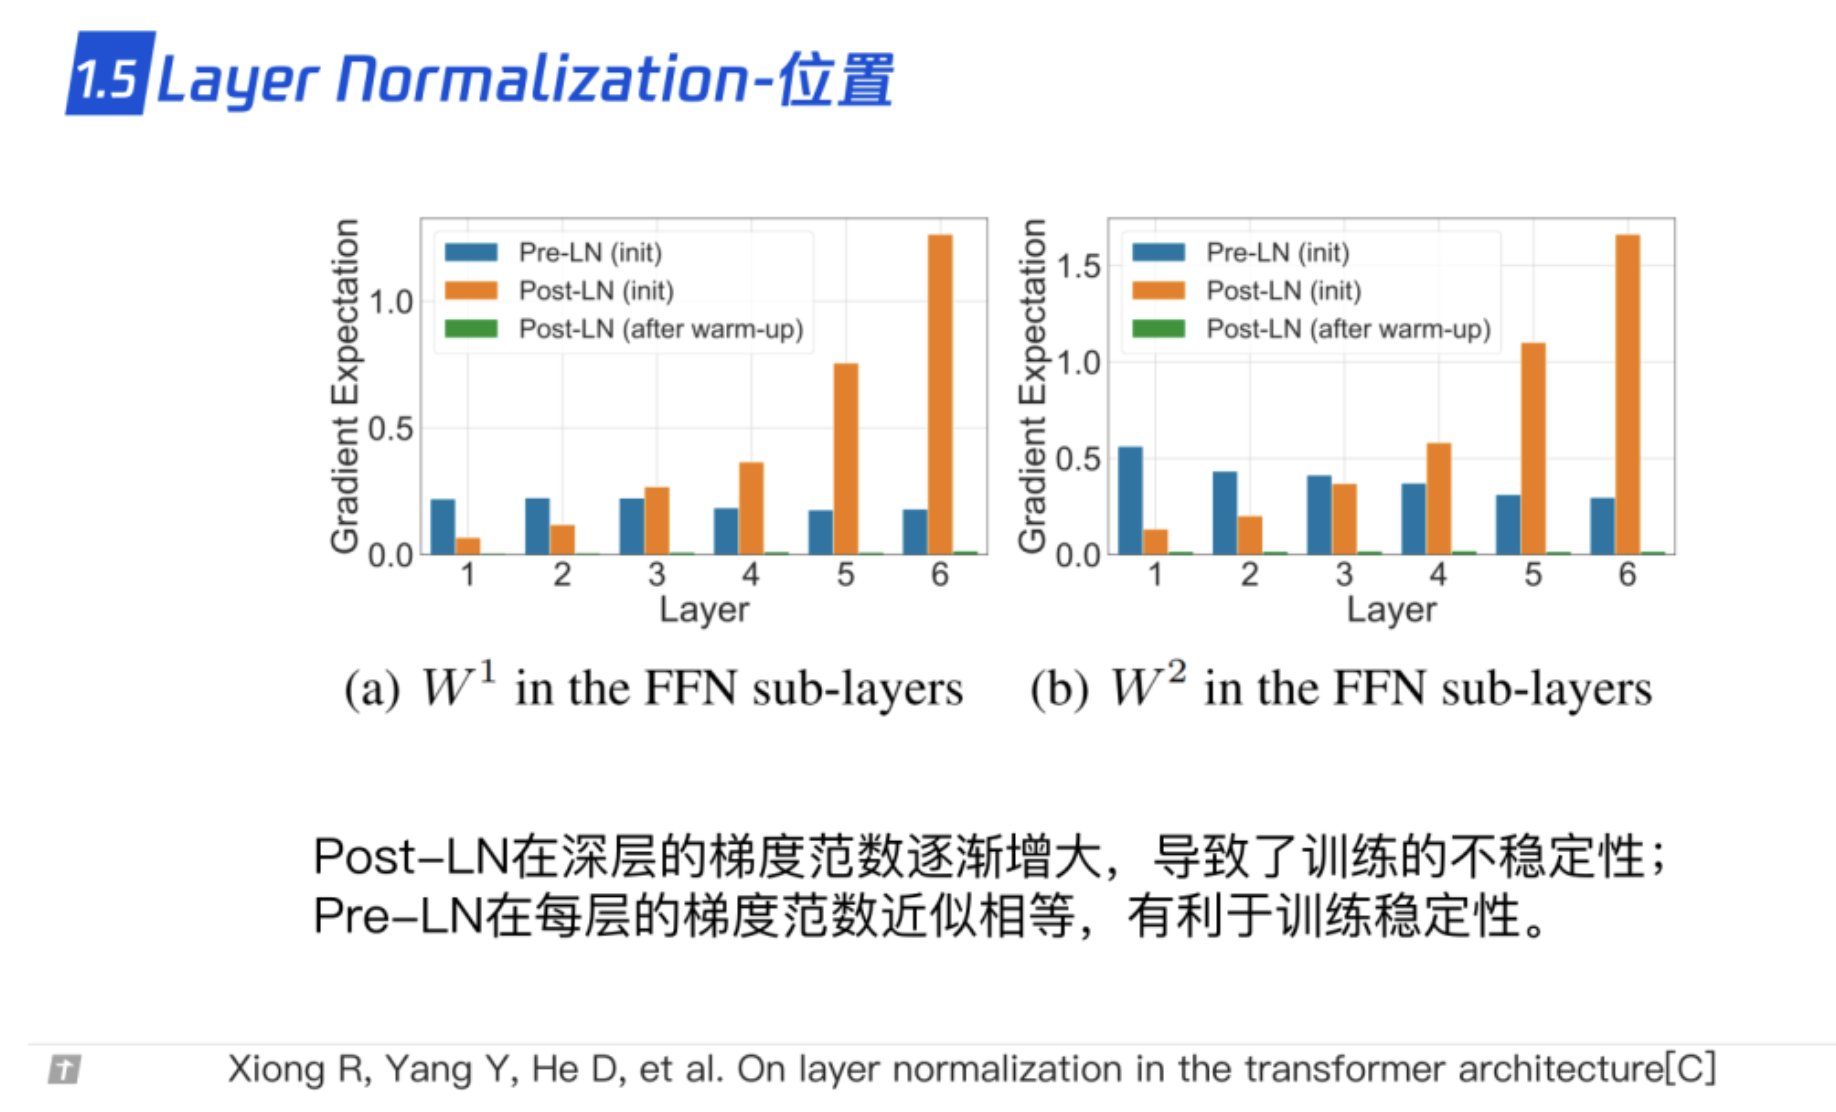 1.5 Layer Normalization-位置
Gradient Expectation
1.0
0.5
0.0
Pre-LN (init)
Post-LN (init)
Post-LN (after warm-up)
1 2 3 4 5 6
Layer
(a) W¹ in the FFN sub-layers
Gradient Expectation
1.5
1.0
0.5
0.0
Pre-LN (init)
Post-LN (init)
Post-LN (after warm-up)
1 2 3 4 5 6
Layer
(b) W² in the FFN sub-layers
Post-LN在深层的梯度范数逐渐增大，导致了训练的不稳定性；
Pre-LN在每层的梯度范数近似相等，有利于训练稳定性。
Xiong R, Yang Y, He D, et al. On layer normalization in the transformer architecture[C]